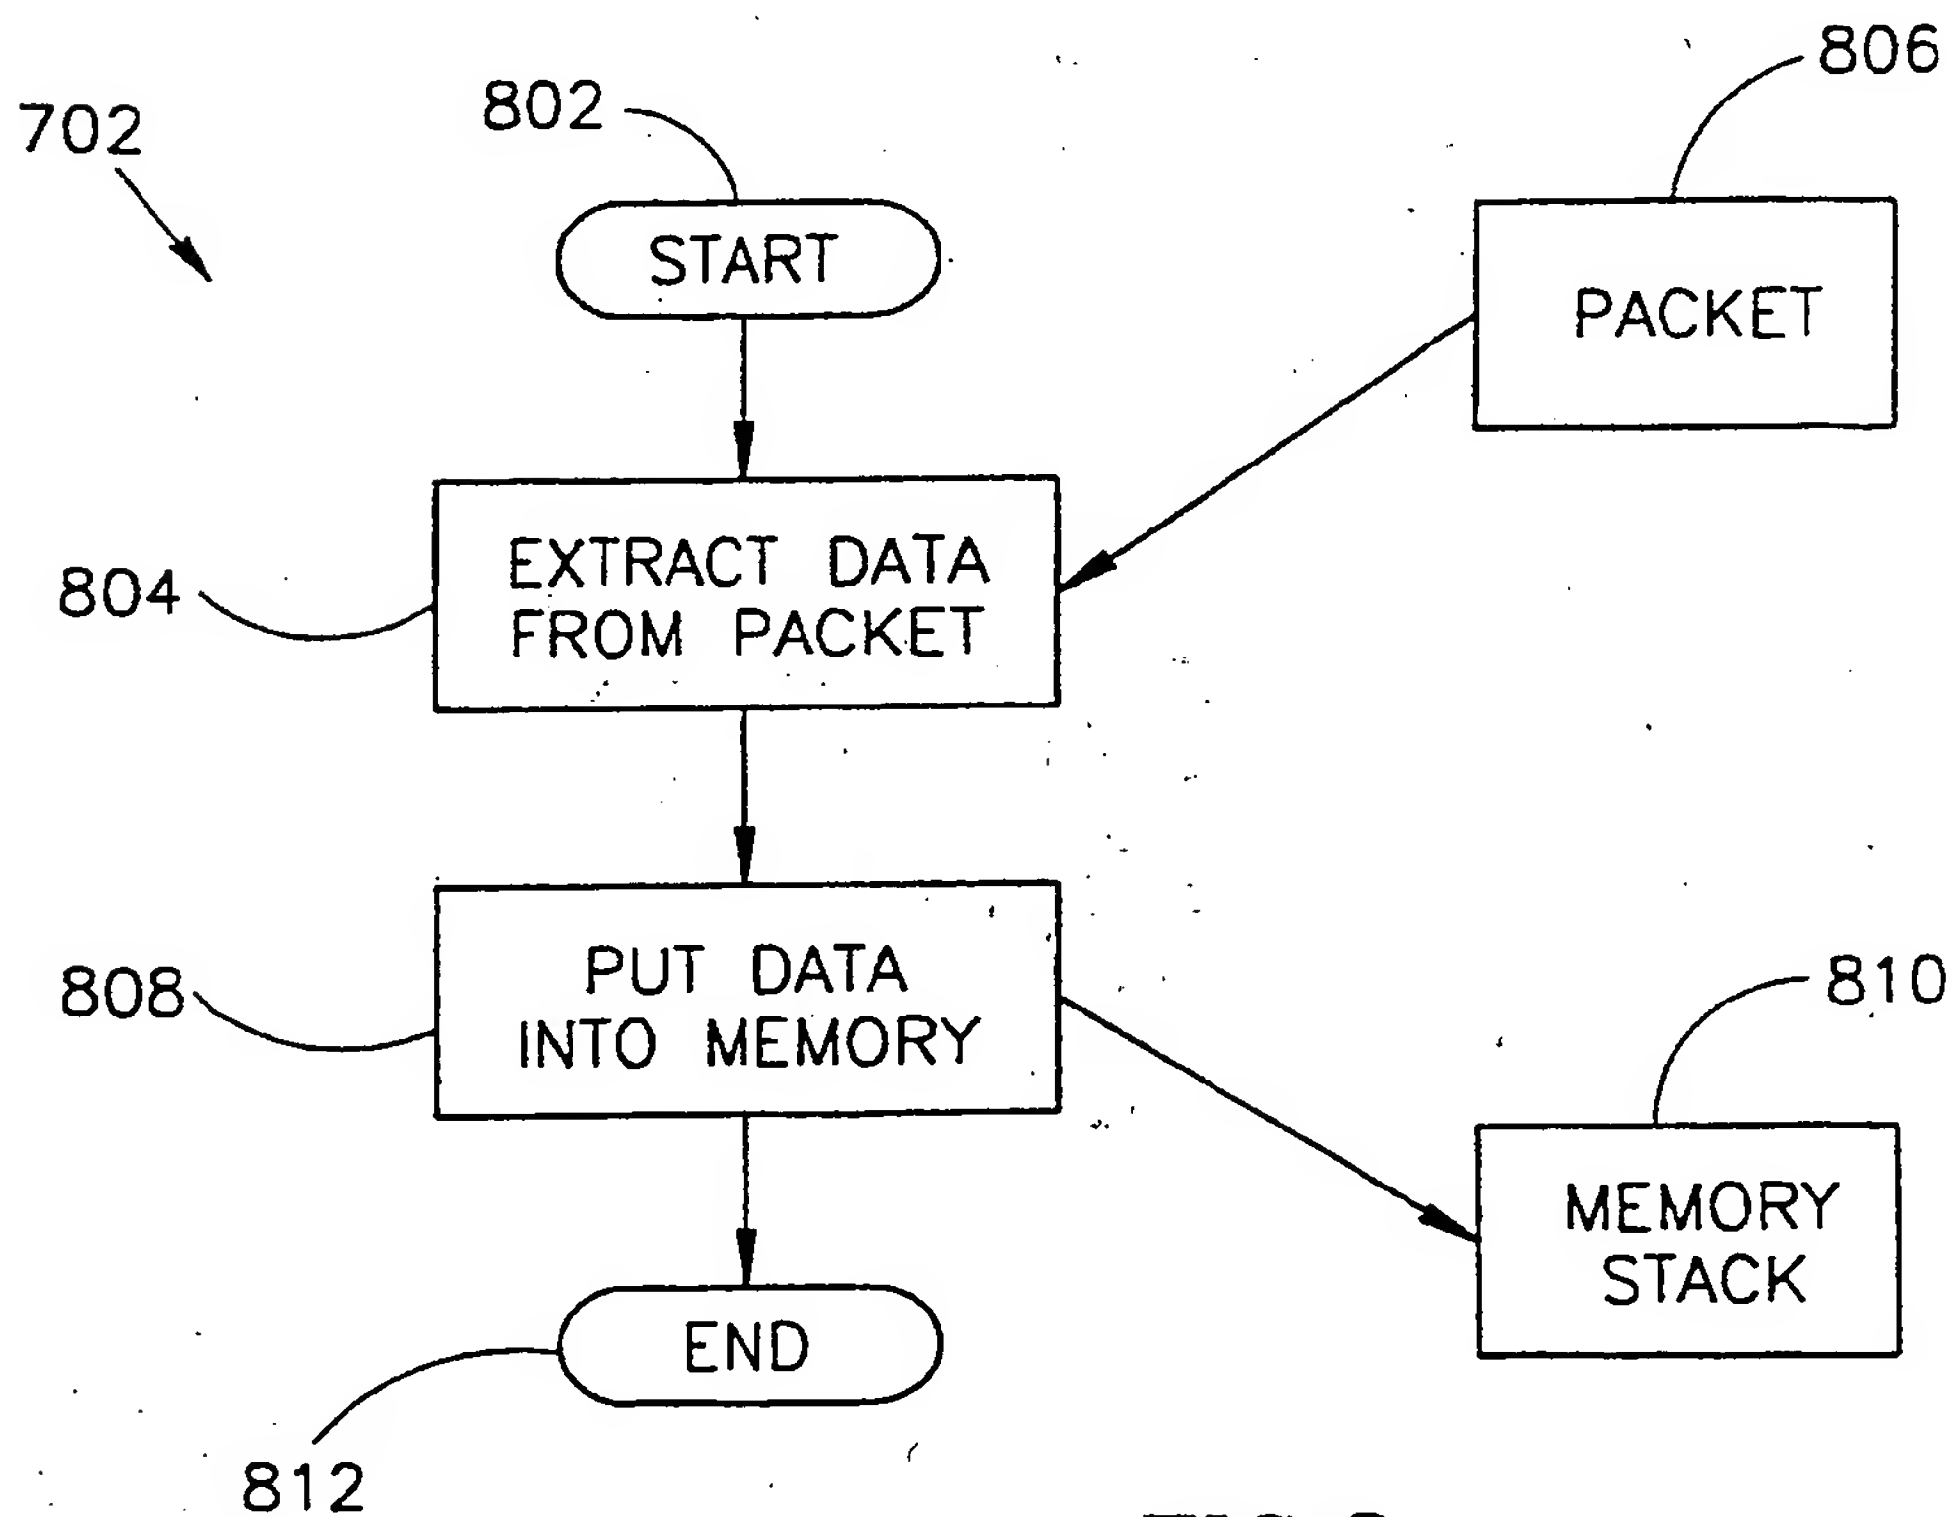 806
802
702
START
PACKET
EXTRACT DATA
FROM PACKET
804
PUT DATA
INTO MEMORY
808
810
MEMORY
STACK
END
812